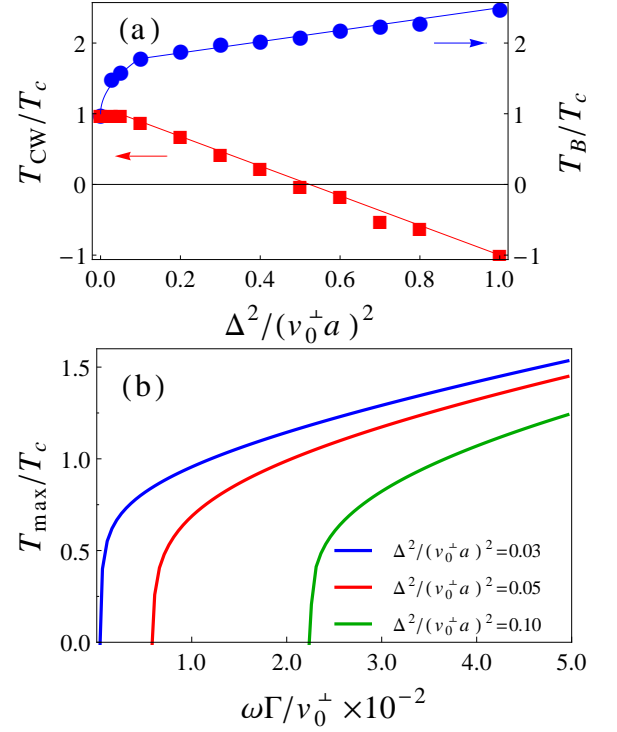 (a)
T_CW/T_c
2
1
0
−1
2
1
0
−1
T_B/T_c
0.0 0.2 0.4 0.6 0.8 1.0
Δ²/(v₀^⊥ a)²
(b)
T_max/T_c
1.5
1.0
0.5
0.0
Δ²/(v₀^⊥ a)²=0.03
Δ²/(v₀^⊥ a)²=0.05
Δ²/(v₀^⊥ a)²=0.10
1.0 2.0 3.0 4.0 5.0
ωΓ/v₀^⊥ ×10⁻²